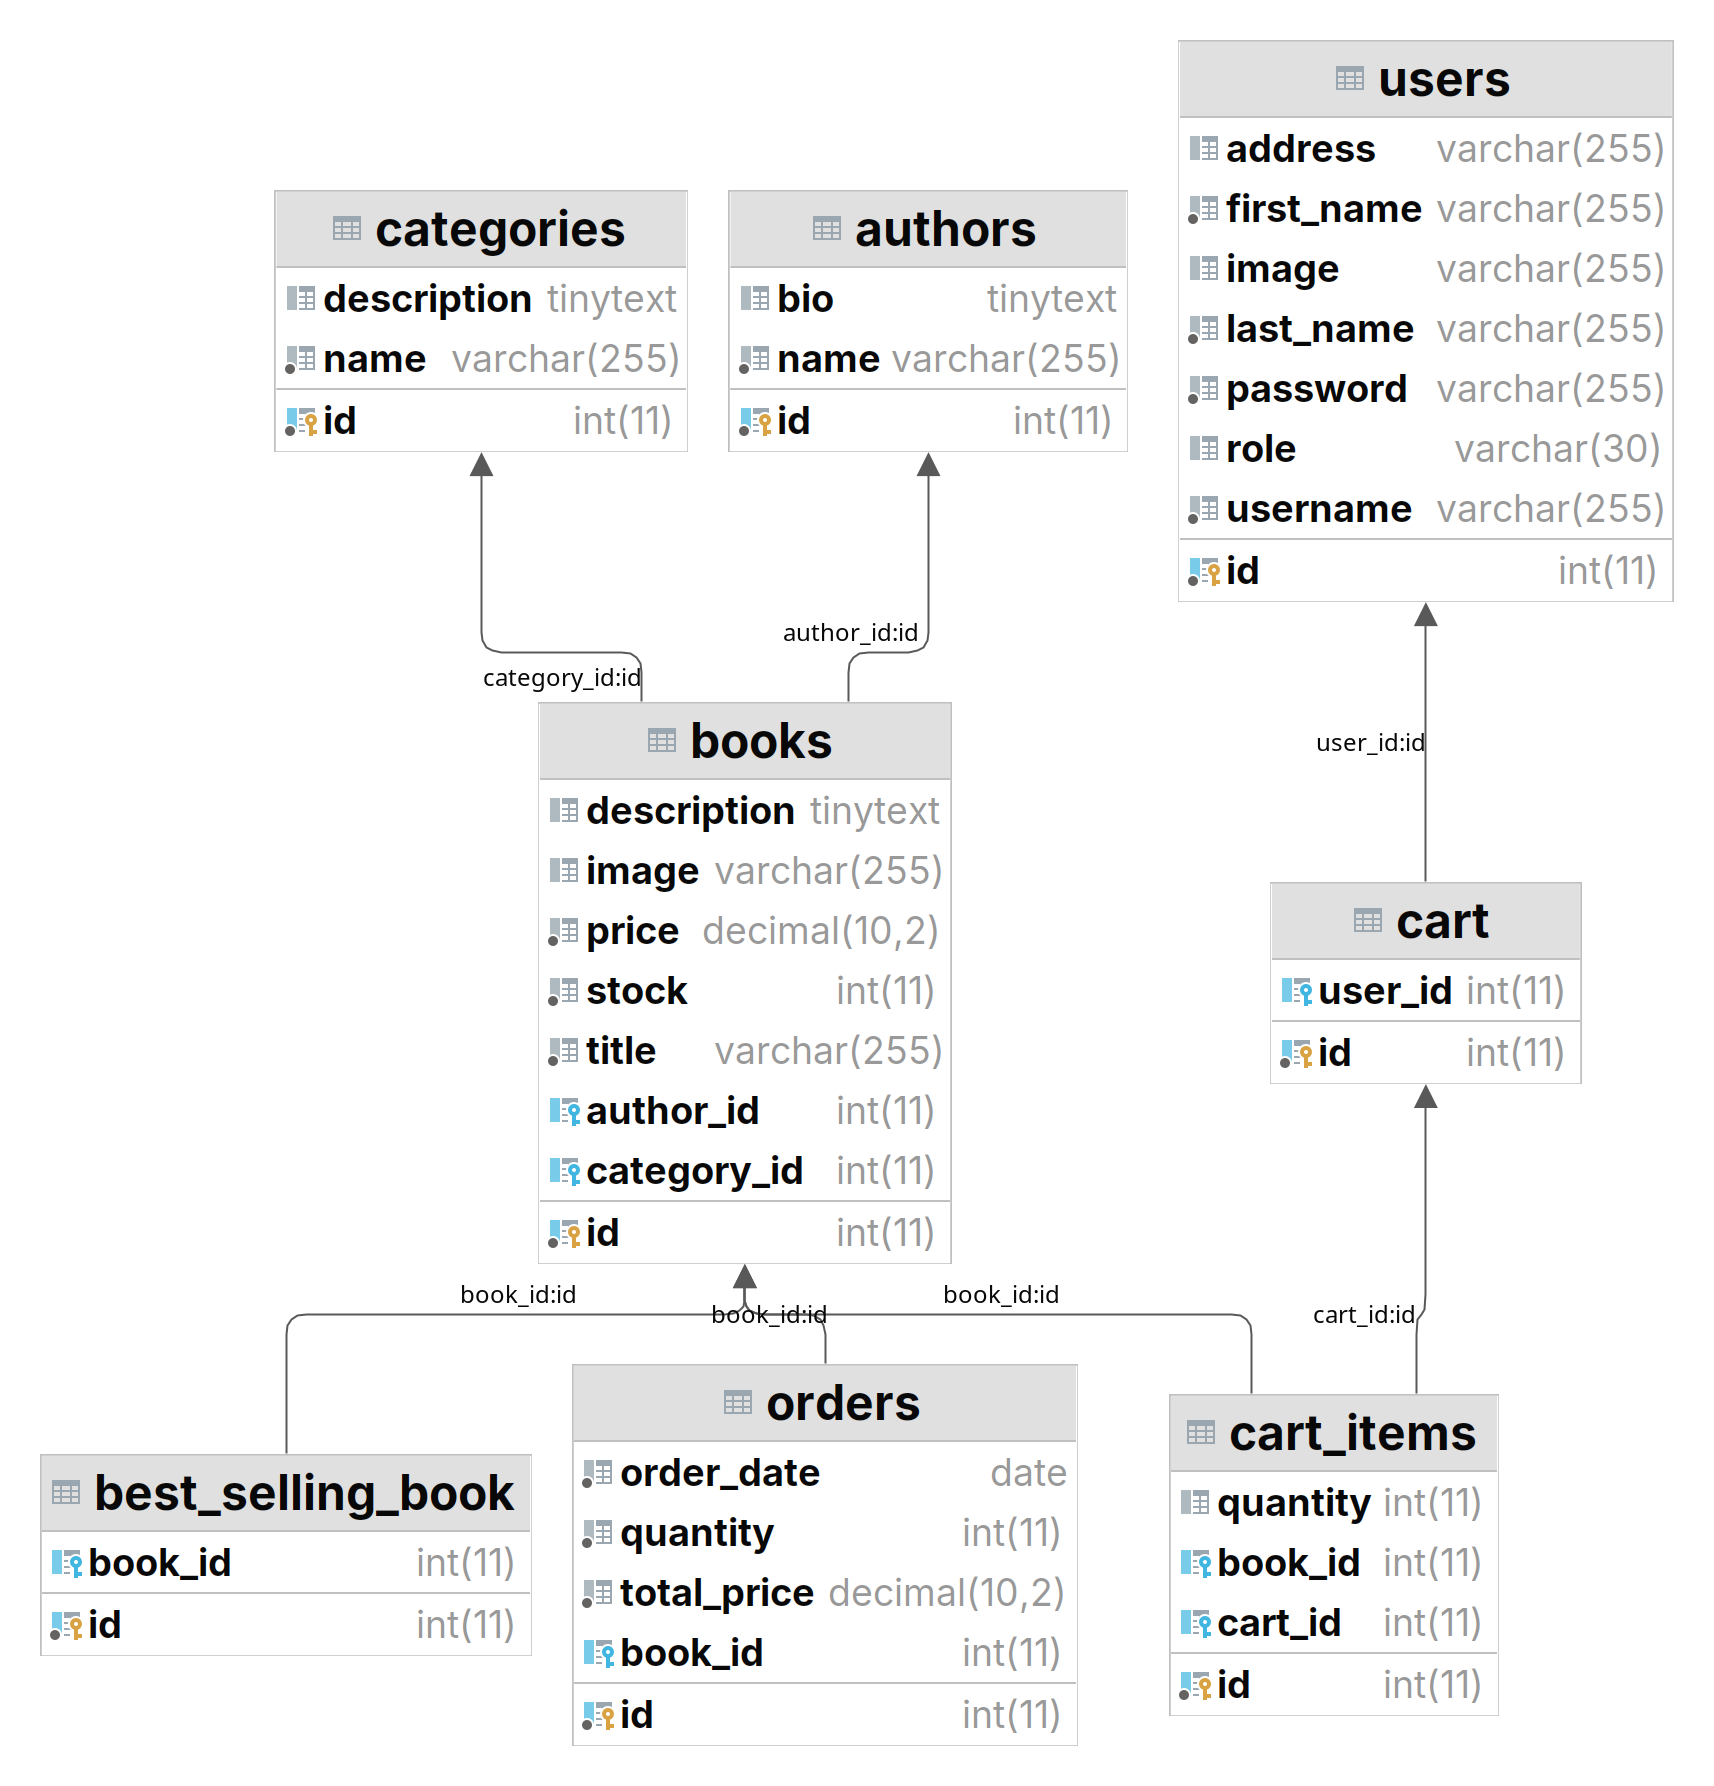 users
address varchar(255)
first_name varchar(255)
image varchar(255)
last_name varchar(255)
password varchar(255)
role varchar(30)
username varchar(255)
id int(11)
categories
description tinytext
name varchar(255)
id int(11)
authors
bio tinytext
name varchar(255)
id int(11)
author_id:id
category_id:id
user_id:id
books
description tinytext
image varchar(255)
price decimal(10,2)
stock int(11)
title varchar(255)
author_id int(11)
category_id int(11)
id int(11)
cart
user_id int(11)
id int(11)
book_id:id
book_id:id
book_id:id
cart_id:id
best_selling_book
book_id int(11)
id int(11)
orders
order_date date
quantity int(11)
total_price decimal(10,2)
book_id int(11)
id int(11)
cart_items
quantity int(11)
book_id int(11)
cart_id int(11)
id int(11)